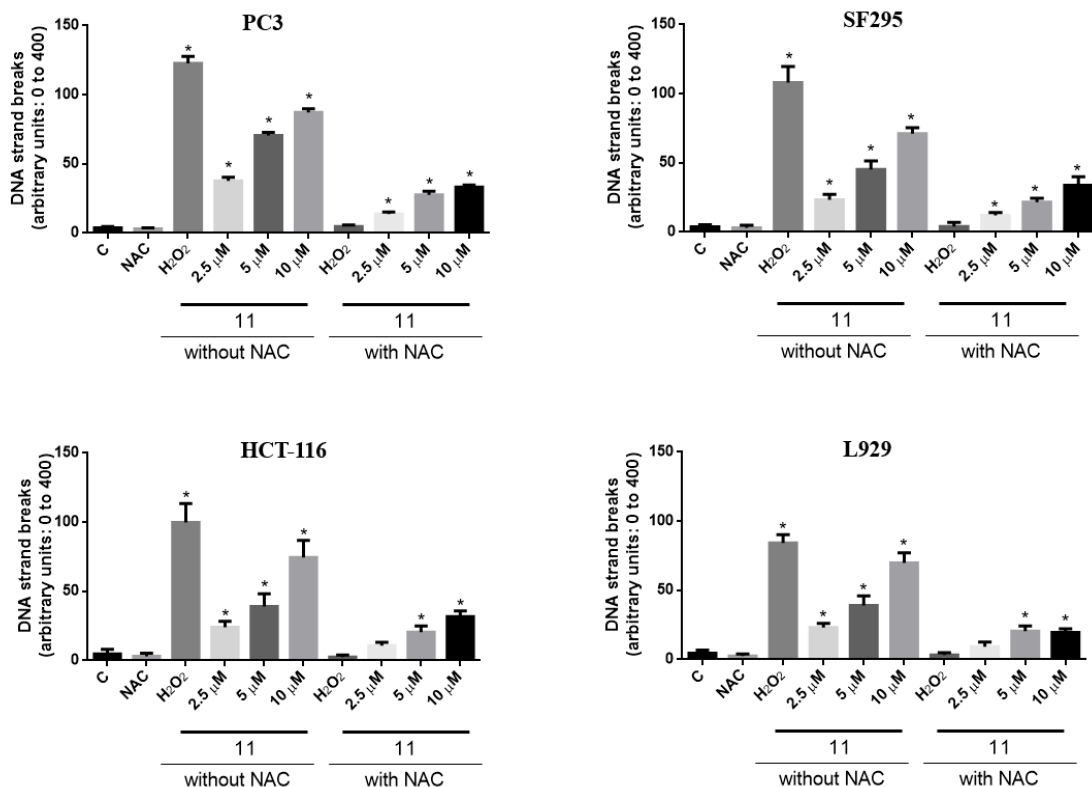 PC3
DNA strand breaks
(arbitrary units: 0 to 400)
150
100
50
0
*
*
*
*
*
*
*
C
NAC
H₂O₂
2.5 µM
5 µM
10 µM
H₂O₂
2.5 µM
5 µM
10 µM
11
11
without NAC
with NAC
SF295
DNA strand breaks
(arbitrary units: 0 to 400)
150
100
50
0
*
*
*
*
*
*
*
C
NAC
H₂O₂
2.5 µM
5 µM
10 µM
H₂O₂
2.5 µM
5 µM
10 µM
11
11
without NAC
with NAC
HCT-116
DNA strand breaks
(arbitrary units: 0 to 400)
150
100
50
0
*
*
*
*
*
*
C
NAC
H₂O₂
2.5 µM
5 µM
10 µM
H₂O₂
2.5 µM
5 µM
10 µM
11
11
without NAC
with NAC
L929
DNA strand breaks
(arbitrary units: 0 to 400)
150
100
50
0
*
*
*
*
*
*
C
NAC
H₂O₂
2.5 µM
5 µM
10 µM
H₂O₂
2.5 µM
5 µM
10 µM
11
11
without NAC
with NAC